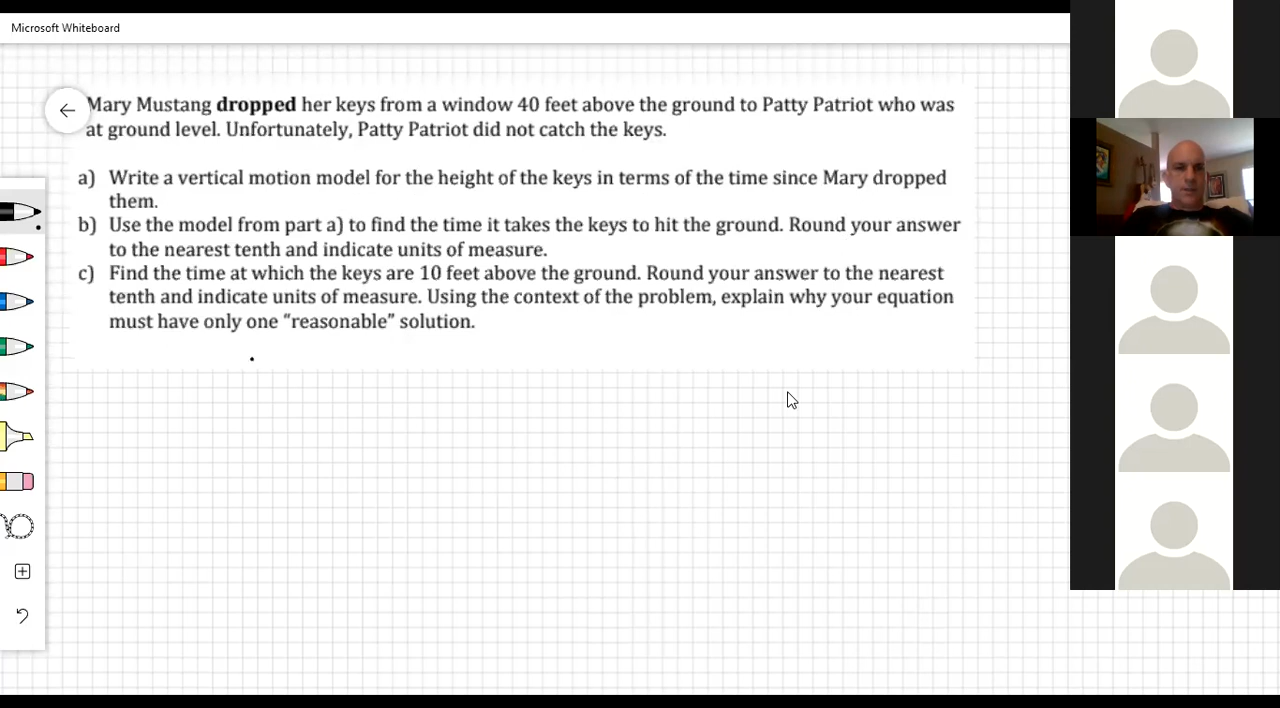 Microsoft Whiteboard
Mary Mustang dropped her keys from a window 40 feet above the ground to Patty Patriot who was
at ground level. Unfortunately, Patty Patriot did not catch the keys.
a) Write a vertical motion model for the height of the keys in terms of the time since Mary dropped
them.
b) Use the model from part a) to find the time it takes the keys to hit the ground. Round your answer
to the nearest tenth and indicate units of measure.
c) Find the time at which the keys are 10 feet above the ground. Round your answer to the nearest
tenth and indicate units of measure. Using the context of the problem, explain why your equation
must have only one “reasonable” solution.